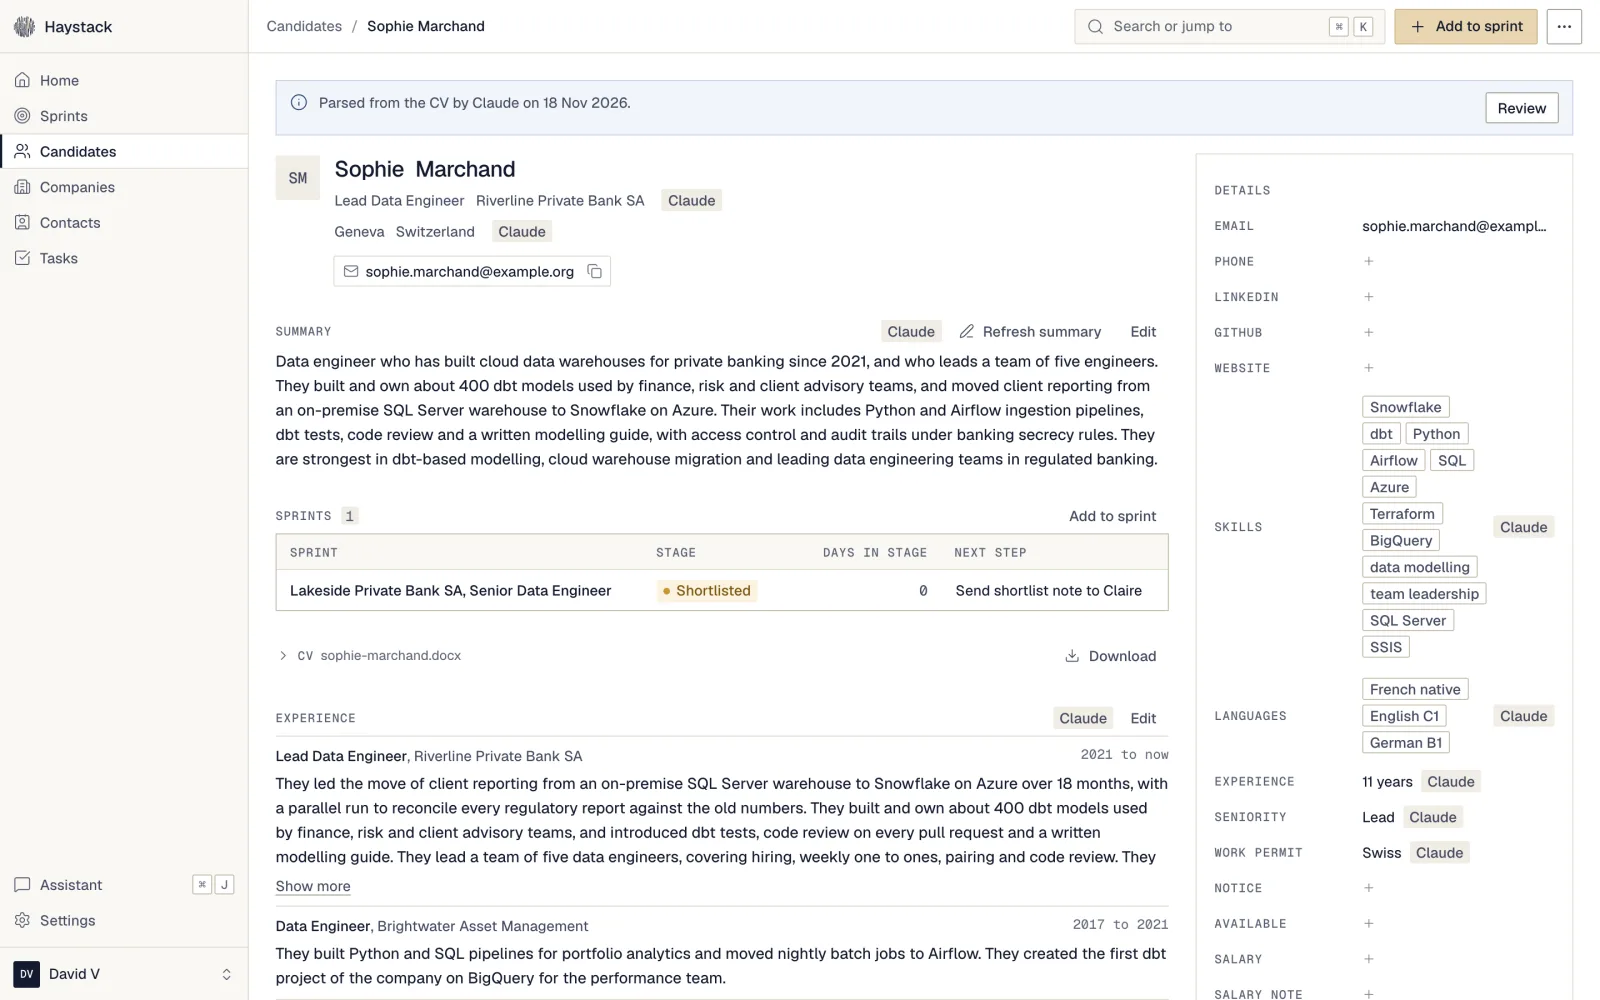 Haystack
Home
Sprints
Candidates
Companies
Contacts
Tasks
Assistant ⌘ J
Settings
DV David V
Candidates / Sophie Marchand
Search or jump to ⌘ K
+ Add to sprint
...
Parsed from the CV by Claude on 18 Nov 2026.
Review
SM
Sophie Marchand
Lead Data Engineer Riverline Private Bank SA Claude
Geneva Switzerland Claude
sophie.marchand@example.org
SUMMARY Claude Refresh summary Edit
Data engineer who has built cloud data warehouses for private banking since 2021, and who leads a team of five engineers.
They built and own about 400 dbt models used by finance, risk and client advisory teams, and moved client reporting from
an on-premise SQL Server warehouse to Snowflake on Azure. Their work includes Python and Airflow ingestion pipelines,
dbt tests, code review and a written modelling guide, with access control and audit trails under banking secrecy rules. They
are strongest in dbt-based modelling, cloud warehouse migration and leading data engineering teams in regulated banking.
SPRINTS 1 Add to sprint
SPRINT STAGE DAYS IN STAGE NEXT STEP
Lakeside Private Bank SA, Senior Data Engineer Shortlisted 0 Send shortlist note to Claire
CV sophie-marchand.docx Download
EXPERIENCE Claude Edit
Lead Data Engineer, Riverline Private Bank SA 2021 to now
They led the move of client reporting from an on-premise SQL Server warehouse to Snowflake on Azure over 18 months, with
a parallel run to reconcile every regulatory report against the old numbers. They built and own about 400 dbt models used
by finance, risk and client advisory teams, and introduced dbt tests, code review on every pull request and a written
modelling guide. They lead a team of five data engineers, covering hiring, weekly one to ones, pairing and code review. They
Show more
Data Engineer, Brightwater Asset Management 2017 to 2021
They built Python and SQL pipelines for portfolio analytics and moved nightly batch jobs to Airflow. They created the first dbt
project of the company on BigQuery for the performance team.
DETAILS
EMAIL sophie.marchand@exampl...
PHONE +
LINKEDIN +
GITHUB +
WEBSITE +
SKILLS
Snowflake
dbt Python
Airflow SQL
Azure
Terraform
BigQuery
data modelling
team leadership
SQL Server
SSIS
Claude
LANGUAGES
French native
English C1
German B1
Claude
EXPERIENCE 11 years Claude
SENIORITY Lead Claude
WORK PERMIT Swiss Claude
NOTICE +
AVAILABLE +
SALARY +
SALARY NOTE +